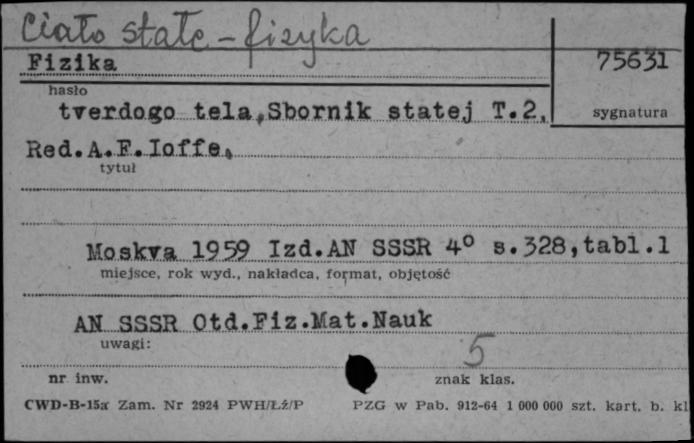 Ciało stałe – fizyka
Fizika
75631
hasło
tverdogo tela, Sbornik statej T.2,
sygnatura
Red.A.F.Ioffe,
tytuł
Moskva 1959 Izd.AN SSSR 4° s.328,tabl.1
miejsce, rok wyd., nakładca, format, objętość
AN SSSR Otd.Fiz.Mat.Nauk
uwagi:
5
nr inw.
znak klas.
CWD-B-15a Zam. Nr 2924 PWH/Łź/P
PZG w Pab. 912-64 1 000 000 szt. kart. b. kl